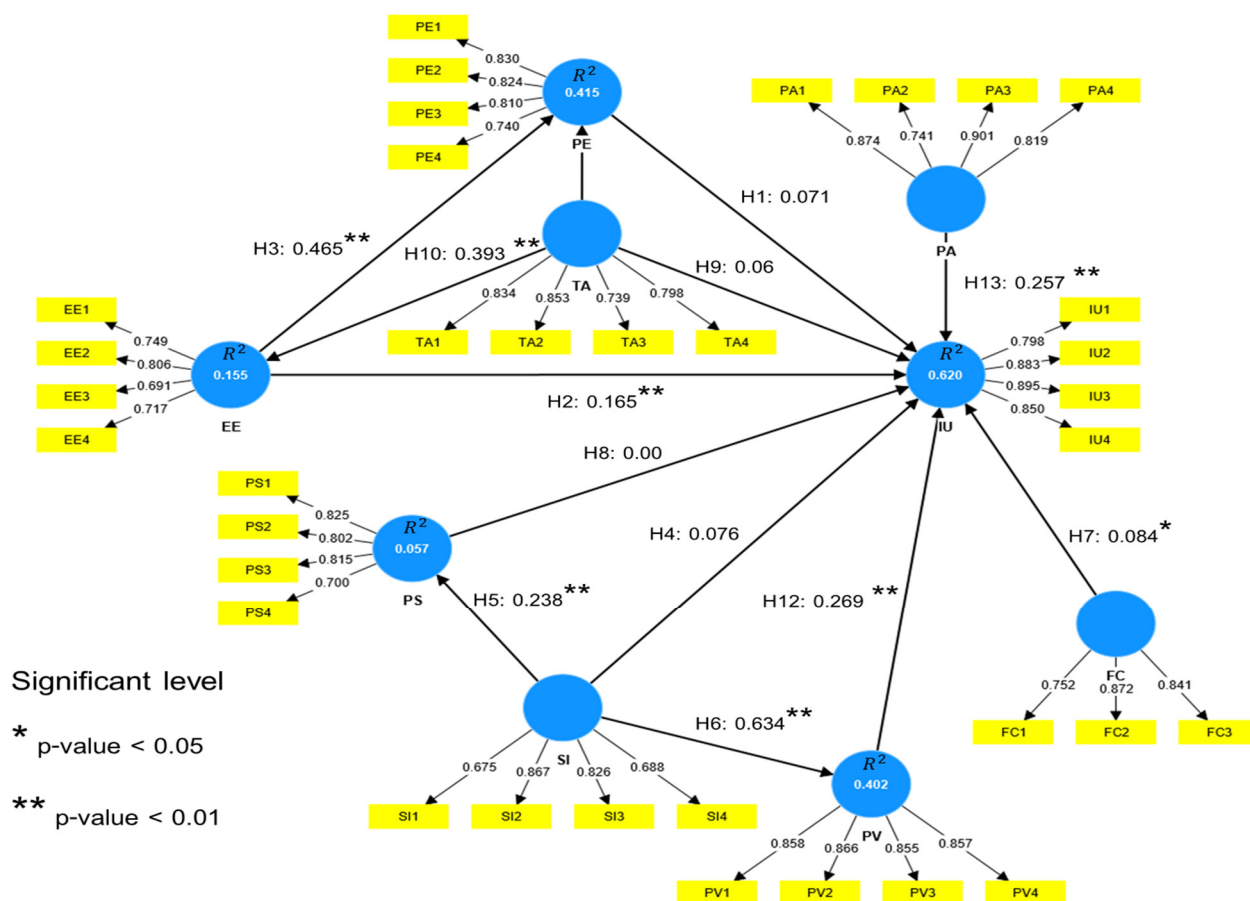 PE1
PE2
PE3
PE4
0.830
0.824
0.810
0.740
R²
0.415
PE
PA1
PA2
PA3
PA4
0.874
0.741
0.901
0.819
PA
H3: 0.465**
H10: 0.393 **
H1: 0.071
H9: 0.06
H13: 0.257 **
TA
0.834
0.853
0.739
0.798
TA1
TA2
TA3
TA4
EE1
EE2
EE3
EE4
0.749
0.806
0.691
0.717
R²
0.155
EE
R²
0.620
IU
0.798
0.883
0.895
0.850
IU1
IU2
IU3
IU4
H2: 0.165**
H8: 0.00
PS1
PS2
PS3
PS4
0.825
0.802
0.815
0.700
R²
0.057
PS
H4: 0.076
H7: 0.084*
H5: 0.238**
H12: 0.269 **
FC
0.752
0.872
0.841
FC1
FC2
FC3
Significant level
* p-value < 0.05
** p-value < 0.01
H6: 0.634**
SI
0.675
0.867
0.826
0.688
SI1
SI2
SI3
SI4
R²
0.402
PV
0.858
0.866
0.855
0.857
PV1
PV2
PV3
PV4